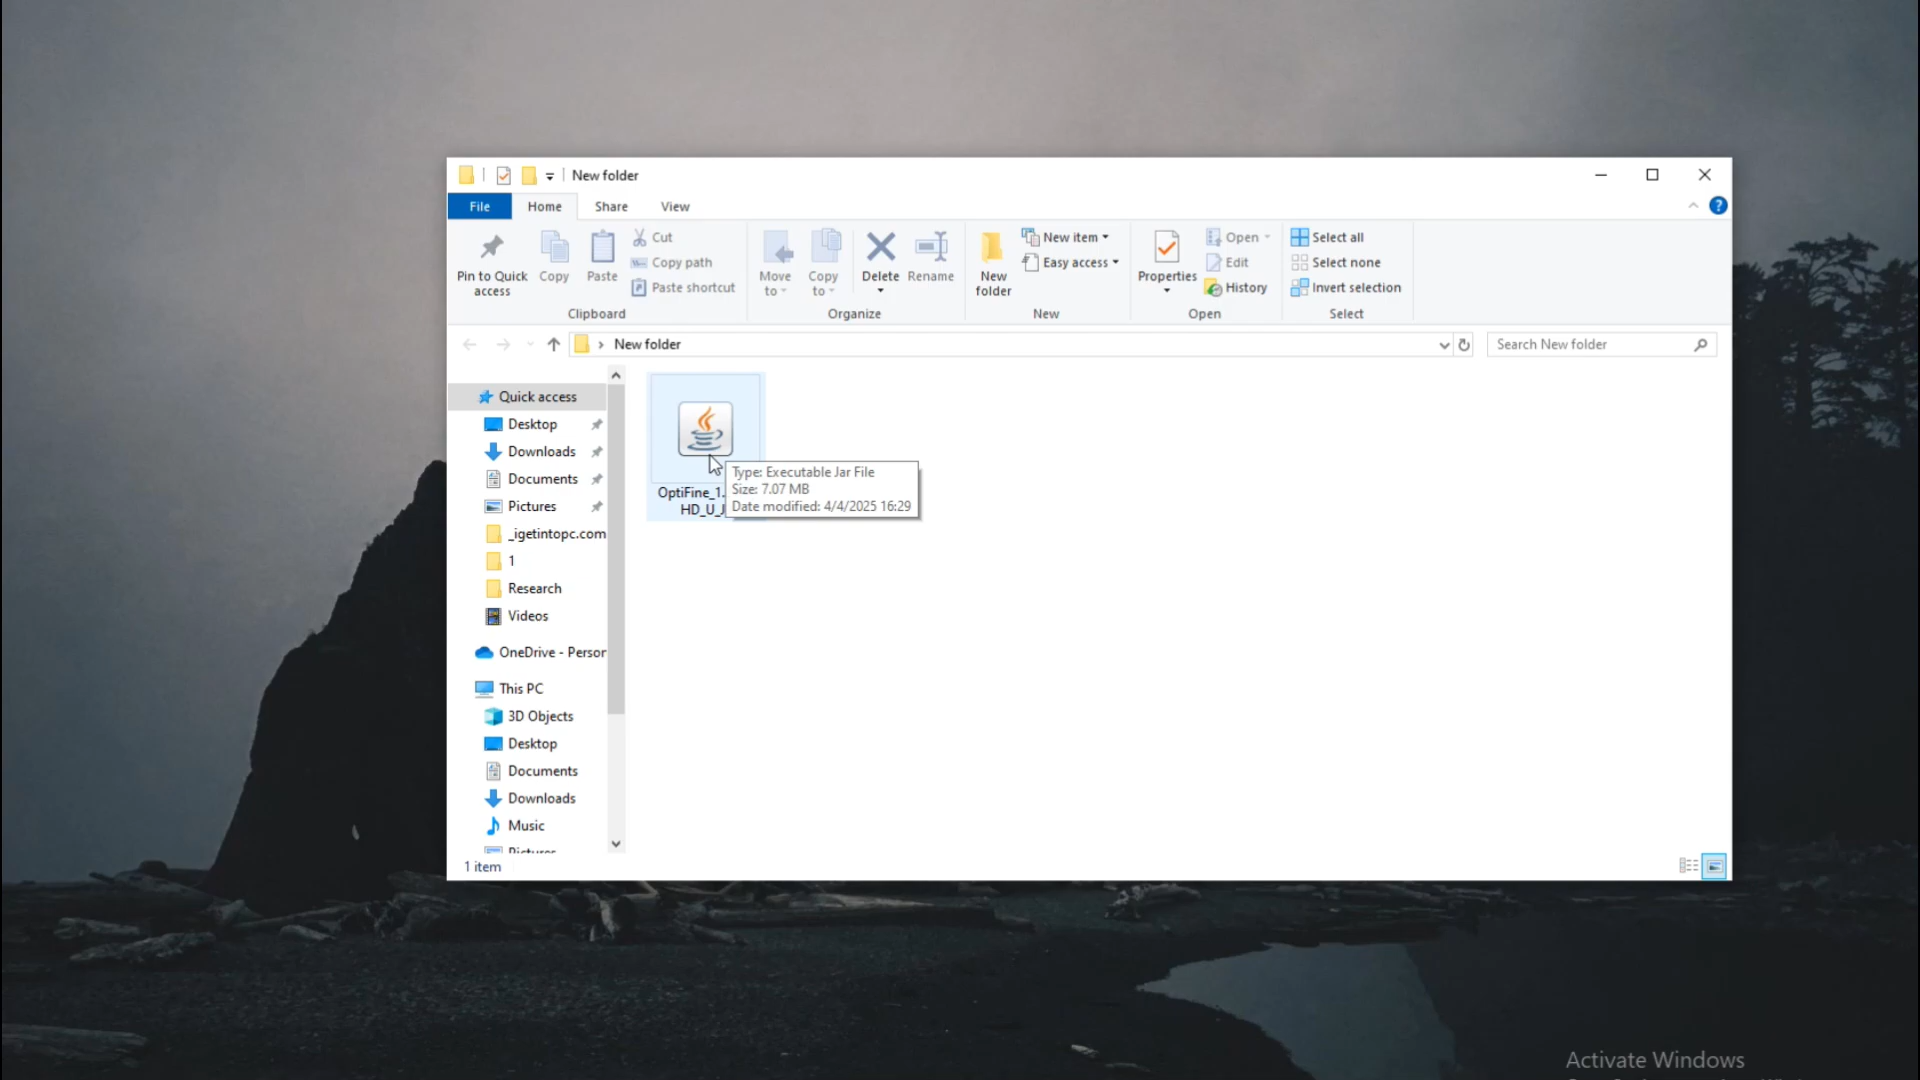 New folder
File Home Share View
Pin to Quick access
Copy
Paste
Cut
Copy path
Paste shortcut
Clipboard
Move to
Copy to
Delete
Rename
Organize
New folder
New item
Easy access
New
Properties
Open
Edit
History
Open
Select all
Select none
Invert selection
Select
New folder
Search New folder
Quick access
Desktop
Downloads
Documents
Pictures
_igetintopc.com
1
Research
Videos
OneDrive - Person
This PC
3D Objects
Desktop
Documents
Downloads
Music
Pictures
OptiFine_1.
HD_U_J
Type: Executable Jar File
Size: 7.07 MB
Date modified: 4/4/2025 16:29
1 item
Activate Windows